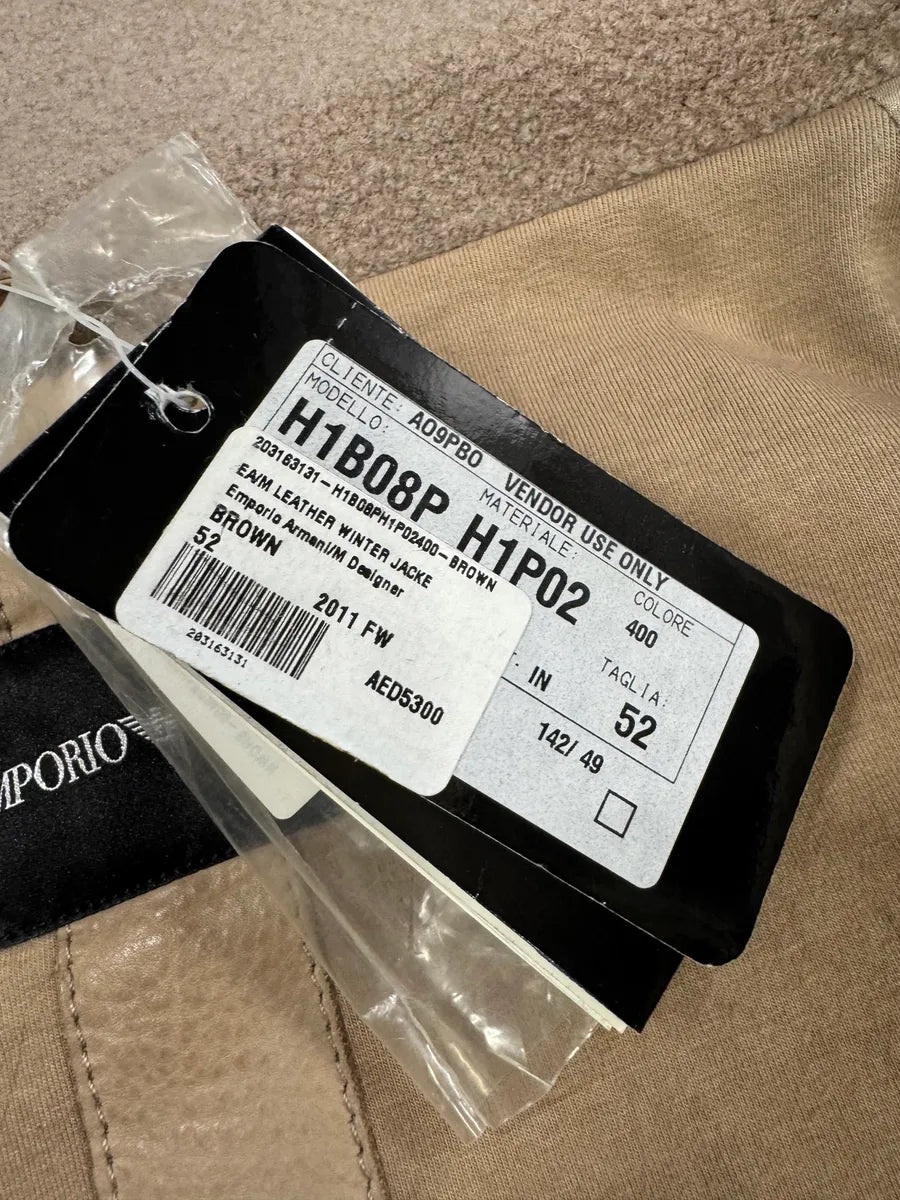 CLIENTE: A09PB0 VENDOR USE ONLY
MODELLO: MATERIALE: COLORE
H1B08P H1P02 400
T. IN TAGLIA: 52
142/ 49
203163131-H1B08PH1P02400-BROWN
EA/M LEATHER WINTER JACKE
Emporio Armani/M Designer
BROWN
52
2011 FW
203163131
AED5300
MPORIO